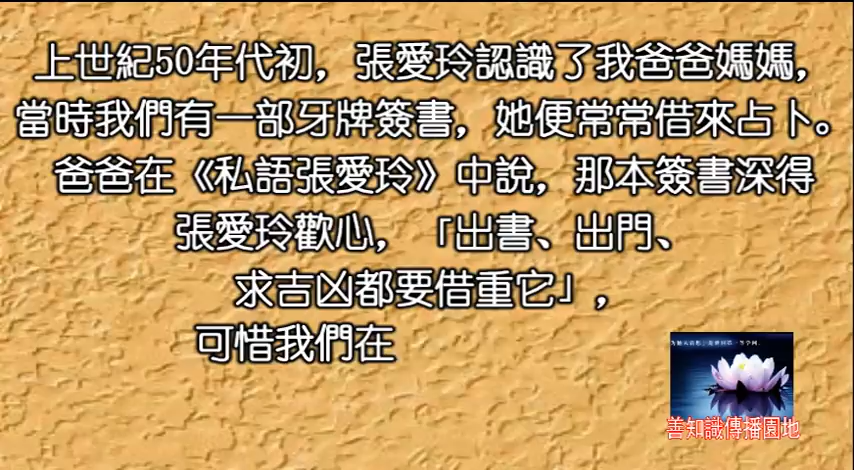 上世紀50年代初，張愛玲認識了我爸爸媽媽，
當時我們有一部牙牌簽書，她便常常借來占卜。
爸爸在《私語張愛玲》中說，那本簽書深得
張愛玲歡心，「出書、出門、
求吉凶都要借重它」，
可惜我們在
善知識傳播園地